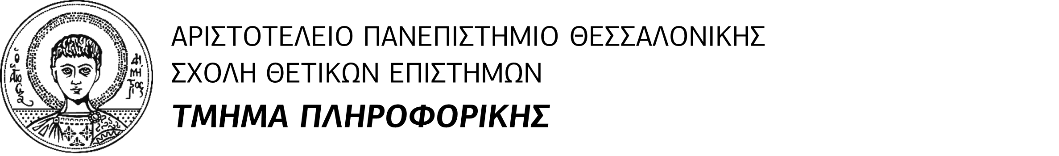 ΑΡΙΣΤΟΤΕΛΕΙΟ ΠΑΝΕΠΙΣΤΗΜΙΟ ΘΕΣΣΑΛΟΝΙΚΗΣ
ΣΧΟΛΗ ΘΕΤΙΚΩΝ ΕΠΙΣΤΗΜΩΝ
ΤΜΗΜΑ ΠΛΗΡΟΦΟΡΙΚΗΣ